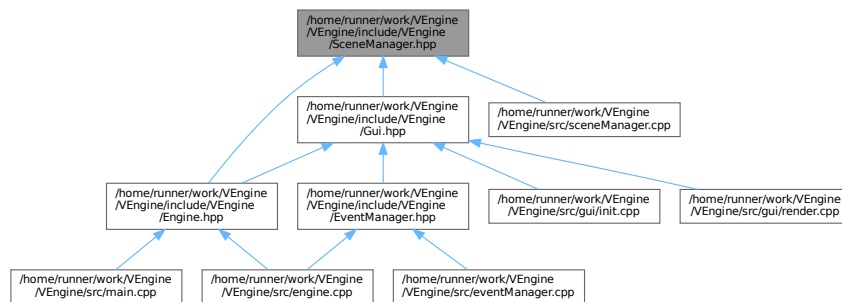 /home/runner/work/VEngine
/VEngine/include/VEngine
/SceneManager.hpp
/home/runner/work/VEngine
/VEngine/include/VEngine
/Gui.hpp
/home/runner/work/VEngine
/VEngine/src/sceneManager.cpp
/home/runner/work/VEngine
/VEngine/include/VEngine
/Engine.hpp
/home/runner/work/VEngine
/VEngine/include/VEngine
/EventManager.hpp
/home/runner/work/VEngine
/VEngine/src/gui/init.cpp
/home/runner/work/VEngine
/VEngine/src/gui/render.cpp
/home/runner/work/VEngine
/VEngine/src/main.cpp
/home/runner/work/VEngine
/VEngine/src/engine.cpp
/home/runner/work/VEngine
/VEngine/src/eventManager.cpp